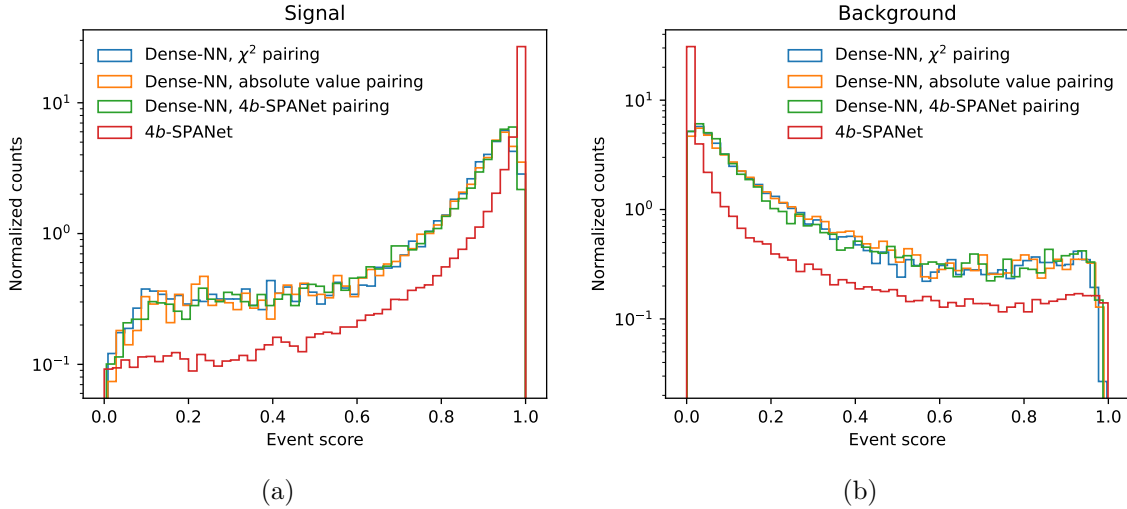 Signal
Dense-NN, χ² pairing
Dense-NN, absolute value pairing
Dense-NN, 4b-SPANet pairing
4b-SPANet
Normalized counts
10¹
10⁰
10⁻¹
0.0 0.2 0.4 0.6 0.8 1.0
Event score
(a)
Background
Dense-NN, χ² pairing
Dense-NN, absolute value pairing
Dense-NN, 4b-SPANet pairing
4b-SPANet
Normalized counts
10¹
10⁰
10⁻¹
0.0 0.2 0.4 0.6 0.8 1.0
Event score
(b)